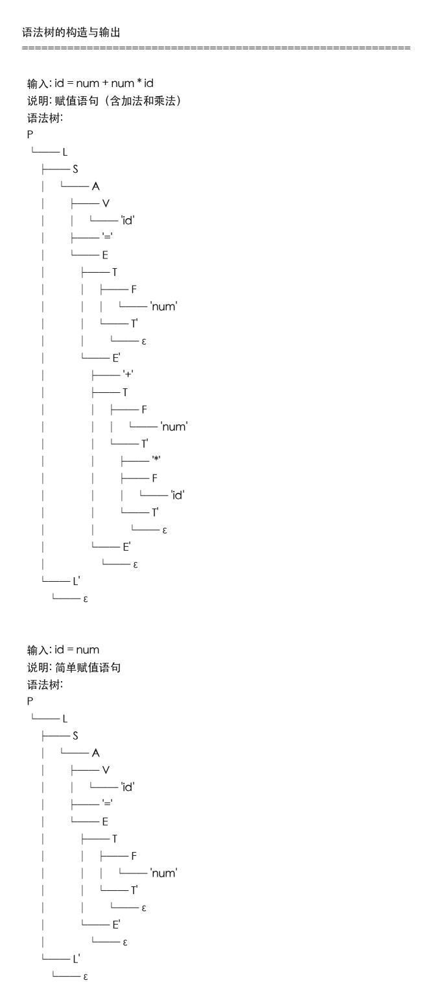 语法树的构造与输出
============================================================
输入: id = num + num * id
说明: 赋值语句（含加法和乘法）
语法树:
P
└── L
    ├── S
    │   └── A
    │       ├── V
    │       │   └── 'id'
    │       ├── '='
    │       └── E
    │           ├── T
    │           │   ├── F
    │           │   │   └── 'num'
    │           │   └── T'
    │           │       └── ε
    │           └── E'
    │               ├── '+'
    │               ├── T
    │               │   ├── F
    │               │   │   └── 'num'
    │               │   └── T'
    │               │       ├── '*'
    │               │       ├── F
    │               │       │   └── 'id'
    │               │       └── T'
    │               │           └── ε
    │               └── E'
    │                   └── ε
    └── L'
        └── ε
输入: id = num
说明: 简单赋值语句
语法树:
P
└── L
    ├── S
    │   └── A
    │       ├── V
    │       │   └── 'id'
    │       ├── '='
    │       └── E
    │           ├── T
    │           │   ├── F
    │           │   │   └── 'num'
    │           │   └── T'
    │           │       └── ε
    │           └── E'
    │               └── ε
    └── L'
        └── ε